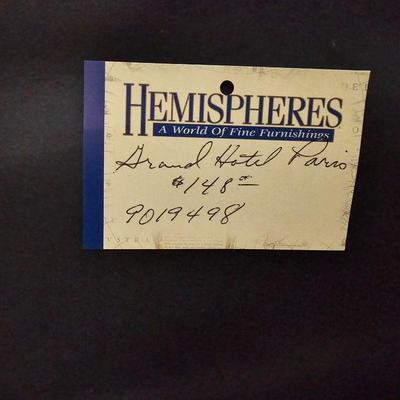 HEMISPHERES
A World Of Fine Furnishings
Grand Hotel Paris
$148⁰⁰
9019498